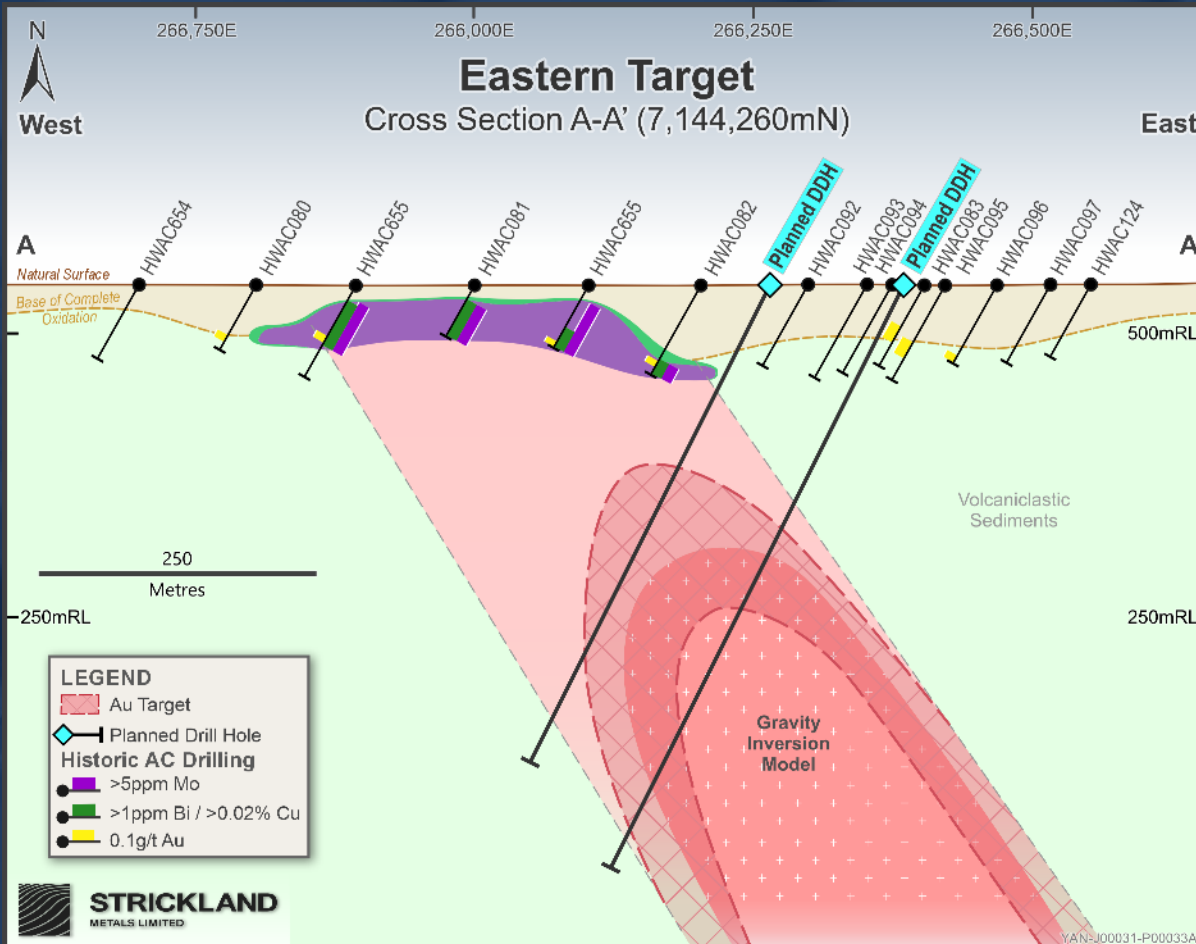 N
266,750E
266,000E
266,250E
266,500E
Eastern Target
Cross Section A-A' (7,144,260mN)
West
East
A
A
HWAC654
HWAC080
HWAC655
HWAC081
HWAC655
HWAC082
Planned DDH
HWAC092
HWAC093
HWAC094
Planned DDH
HWAC083
HWAC095
HWAC096
HWAC097
HWAC124
Natural Surface
Base of Complete
Oxidation
500mRL
Volcaniclastic
Sediments
250
Metres
250mRL
250mRL
Gravity
Inversion
Model
LEGEND
Au Target
Planned Drill Hole
Historic AC Drilling
>5ppm Mo
>1ppm Bi / >0.02% Cu
0.1g/t Au
STRICKLAND
METALS LIMITED
YAN-J00031-P00033A